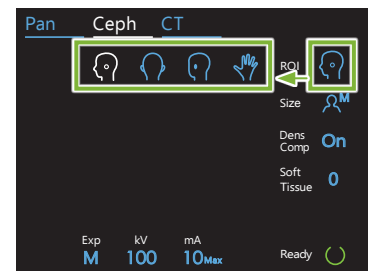 Pan Ceph CT
ROI
Size M
Dens Comp On
Soft Tissue 0
Exp kV mA
M 100 10Max
Ready